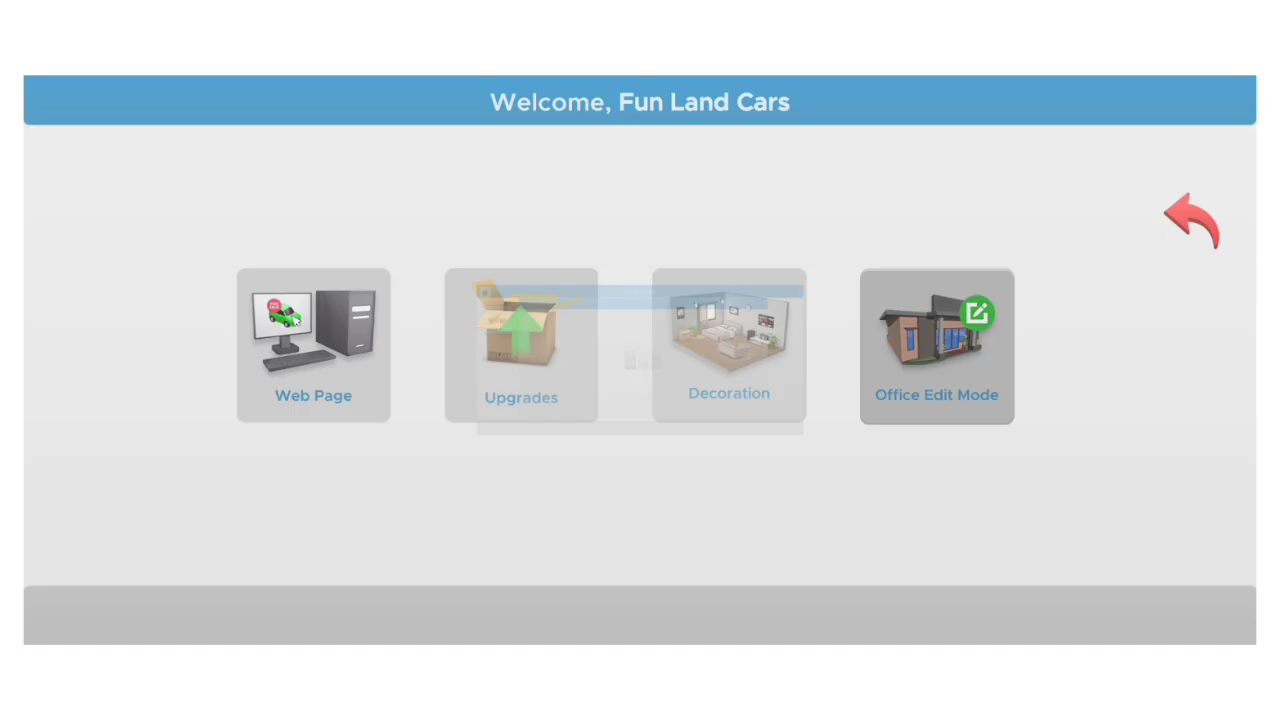 Welcome, Fun Land Cars
Web Page
Upgrades
Decoration
Office Edit Mode